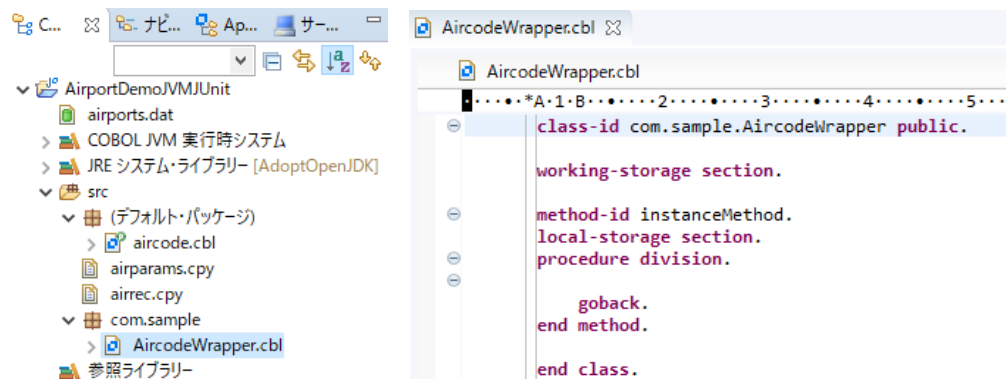 C...
ナビ...
Ap...
サー...
AirportDemoJVMJUnit
airports.dat
COBOL JVM 実行時システム
JRE システム・ライブラリー [AdoptOpenJDK]
src
(デフォルト・パッケージ)
aircode.cbl
airparams.cpy
airrec.cpy
com.sample
AircodeWrapper.cbl
参照ライブラリー
AircodeWrapper.cbl
AircodeWrapper.cbl
*A·1·B··•····2····•····3····•····4····•····5···
class-id com.sample.AircodeWrapper public.
working-storage section.
method-id instanceMethod.
local-storage section.
procedure division.
goback.
end method.
end class.